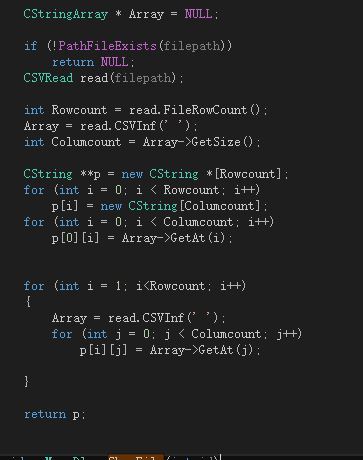 CStringArray * Array = NULL;
if (!PathFileExists(filepath))
return NULL;
CSVRead read(filepath);
int Rowcount = read.FileRowCount();
Array = read.CSVInf(' ');
int Columcount = Array->GetSize();
CString **p = new CString *[Rowcount];
for (int i = 0; i < Rowcount; i++)
p[i] = new CString[Columcount];
for (int i = 0; i < Columcount; i++)
p[0][i] = Array->GetAt(i);
for (int i = 1; i<Rowcount; i++)
{
Array = read.CSVInf(' ');
for (int j = 0; j < Columcount; j++)
p[i][j] = Array->GetAt(j);
}
return p;